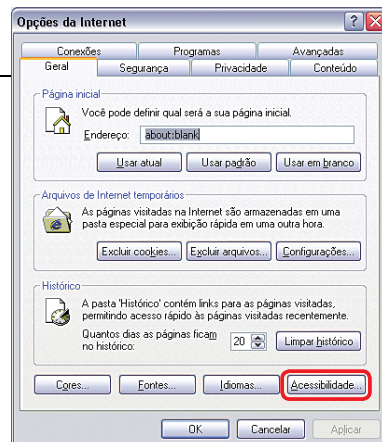 Opções da Internet
Conexões Programas Avançadas
Geral Segurança Privacidade Conteúdo
Página inicial
Você pode definir qual será a sua página inicial.
Endereço: about:blank
Usar atual Usar padrão Usar em branco
Arquivos de Internet temporários
As páginas visitadas na Internet são armazenadas em uma
pasta especial para exibição rápida em uma outra hora.
Excluir cookies... Excluir arquivos... Configurações...
Histórico
A pasta 'Histórico' contém links para as páginas visitadas,
permitindo acesso rápido às páginas visitadas recentemente.
Quantos dias as páginas ficam
no histórico: 20 Limpar histórico
Cores... Fontes... Idiomas... Acessibilidade...
OK Cancelar Aplicar